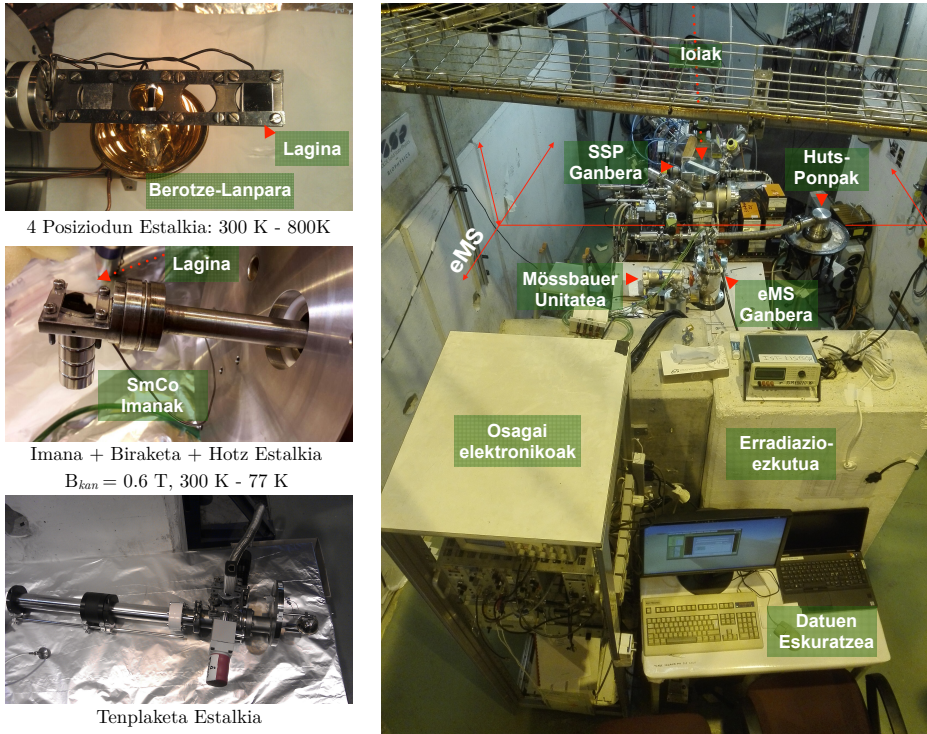 Lagina
Berotze-Lanpara
4 Posiziodun Estalkia: 300 K - 800K
Lagina
SmCo
Imanak
Imana + Biraketa + Hotz Estalkia
B_kan = 0.6 T, 300 K - 77 K
Tenplaketa Estalkia
Ioiak
SSP
Ganbera
Huts-
Ponpak
eMS
Mössbauer
Unitatea
eMS
Ganbera
Osagai
elektronikoak
Erradiazio-
ezkutua
Datuen
Eskuratzea